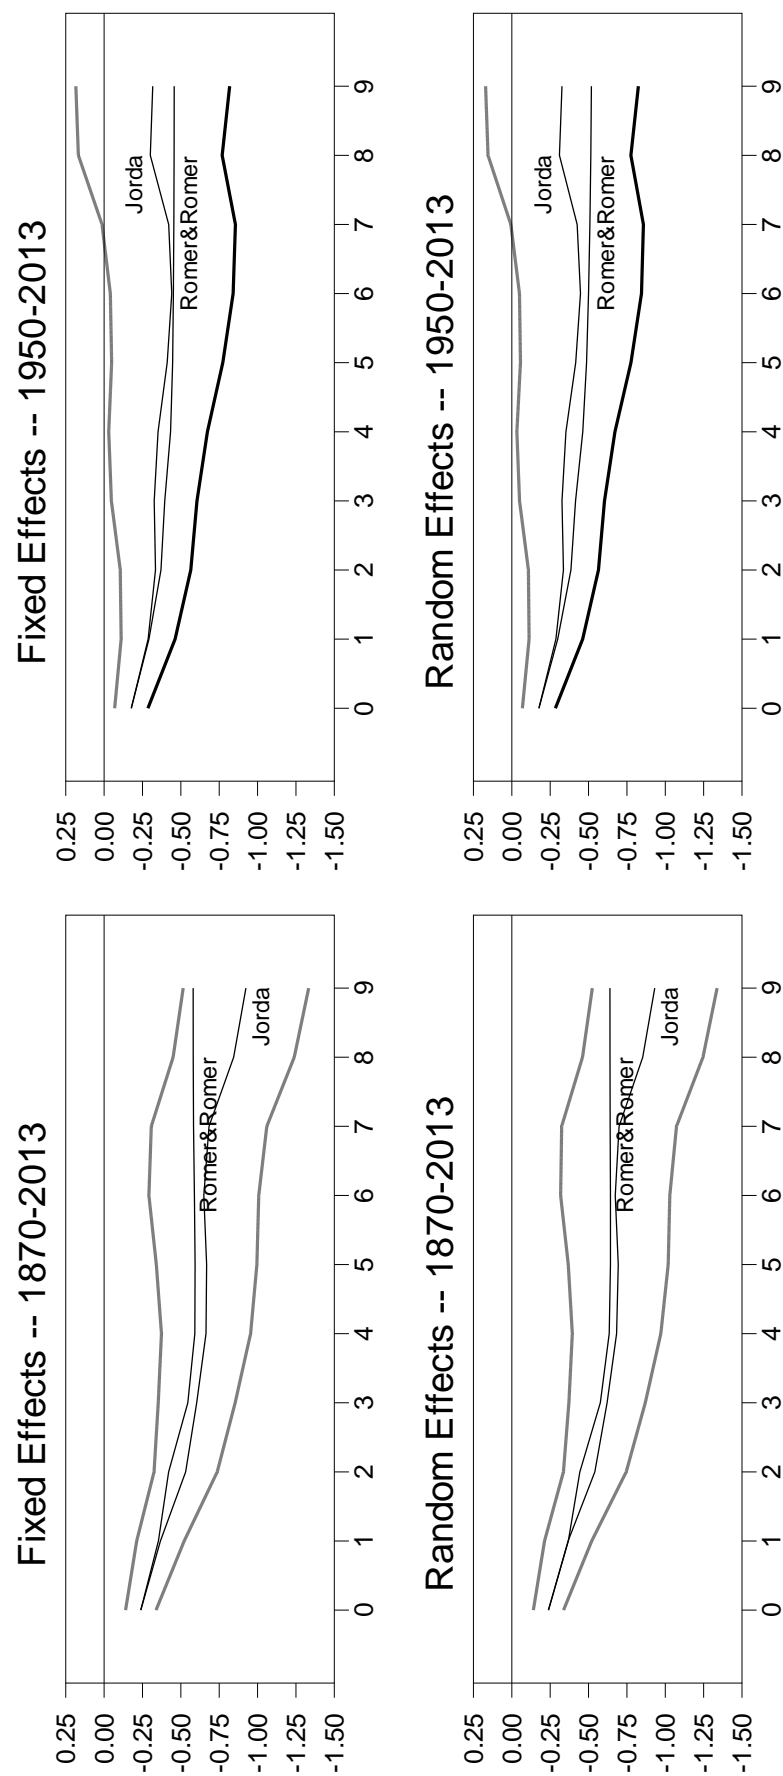 Fixed Effects -- 1870-2013
0.25
0.00
-0.25
-0.50
-0.75
-1.00
-1.25
-1.50
Romer&Romer
Jorda
0 1 2 3 4 5 6 7 8 9
Fixed Effects -- 1950-2013
0.25
0.00
-0.25
-0.50
-0.75
-1.00
-1.25
-1.50
Jorda
Romer&Romer
0 1 2 3 4 5 6 7 8 9
Random Effects -- 1870-2013
0.25
0.00
-0.25
-0.50
-0.75
-1.00
-1.25
-1.50
Romer&Romer
Jorda
0 1 2 3 4 5 6 7 8 9
Random Effects -- 1950-2013
0.25
0.00
-0.25
-0.50
-0.75
-1.00
-1.25
-1.50
Jorda
Romer&Romer
0 1 2 3 4 5 6 7 8 9